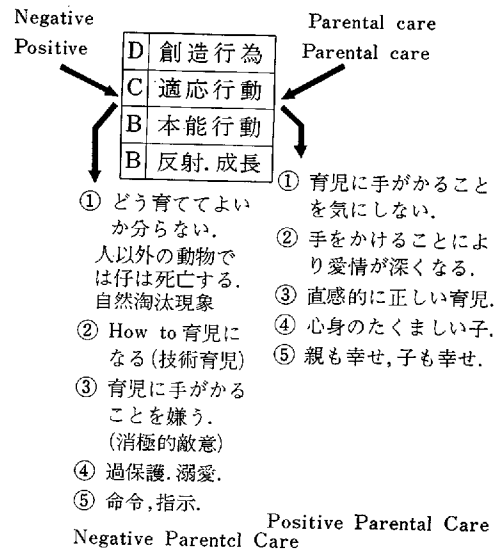 Negative
Positive
Parental care
Parental care
D 創造行為
C 適応行動
B 本能行動
B 反射.成長
① どう育ててよい
か分らない.
人以外の動物で
は仔は死亡する.
自然淘汰現象
② How to 育児に
なる(技術育児)
③ 育児に手がかる
ことを嫌う.
(消極的敵意)
④ 過保護.溺愛.
⑤ 命令,指示.
Negative Parentcl Care
① 育児に手がかること
を気にしない.
② 手をかけることによ
り愛情が深くなる.
③ 直感的に正しい育児.
④ 心身のたくましい子.
⑤ 親も幸せ,子も幸せ.
Positive Parental Care